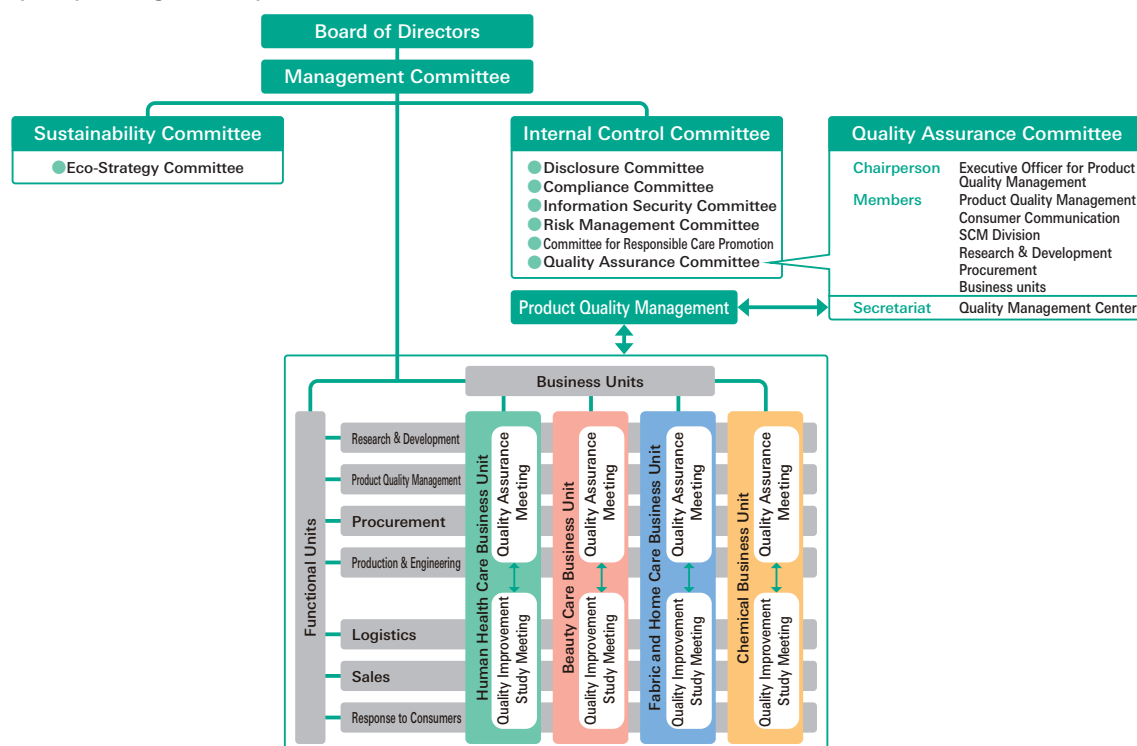 Board of Directors
Management Committee
Sustainability Committee
Eco-Strategy Committee
Internal Control Committee
Disclosure Committee
Compliance Committee
Information Security Committee
Risk Management Committee
Committee for Responsible Care Promotion
Quality Assurance Committee
Quality Assurance Committee
Chairperson Executive Officer for Product
Quality Management
Members Product Quality Management
Consumer Communication
SCM Division
Research & Development
Procurement
Business units
Secretariat Quality Management Center
Product Quality Management
Business Units
Functional Units
Research & Development
Product Quality Management
Procurement
Production & Engineering
Logistics
Sales
Response to Consumers
Human Health Care Business Unit
Quality Assurance
Meeting
Quality Improvement
Study Meeting
Beauty Care Business Unit
Quality Assurance
Meeting
Quality Improvement
Study Meeting
Fabric and Home Care Business Unit
Quality Assurance
Meeting
Quality Improvement
Study Meeting
Chemical Business Unit
Quality Assurance
Meeting
Quality Improvement
Study Meeting